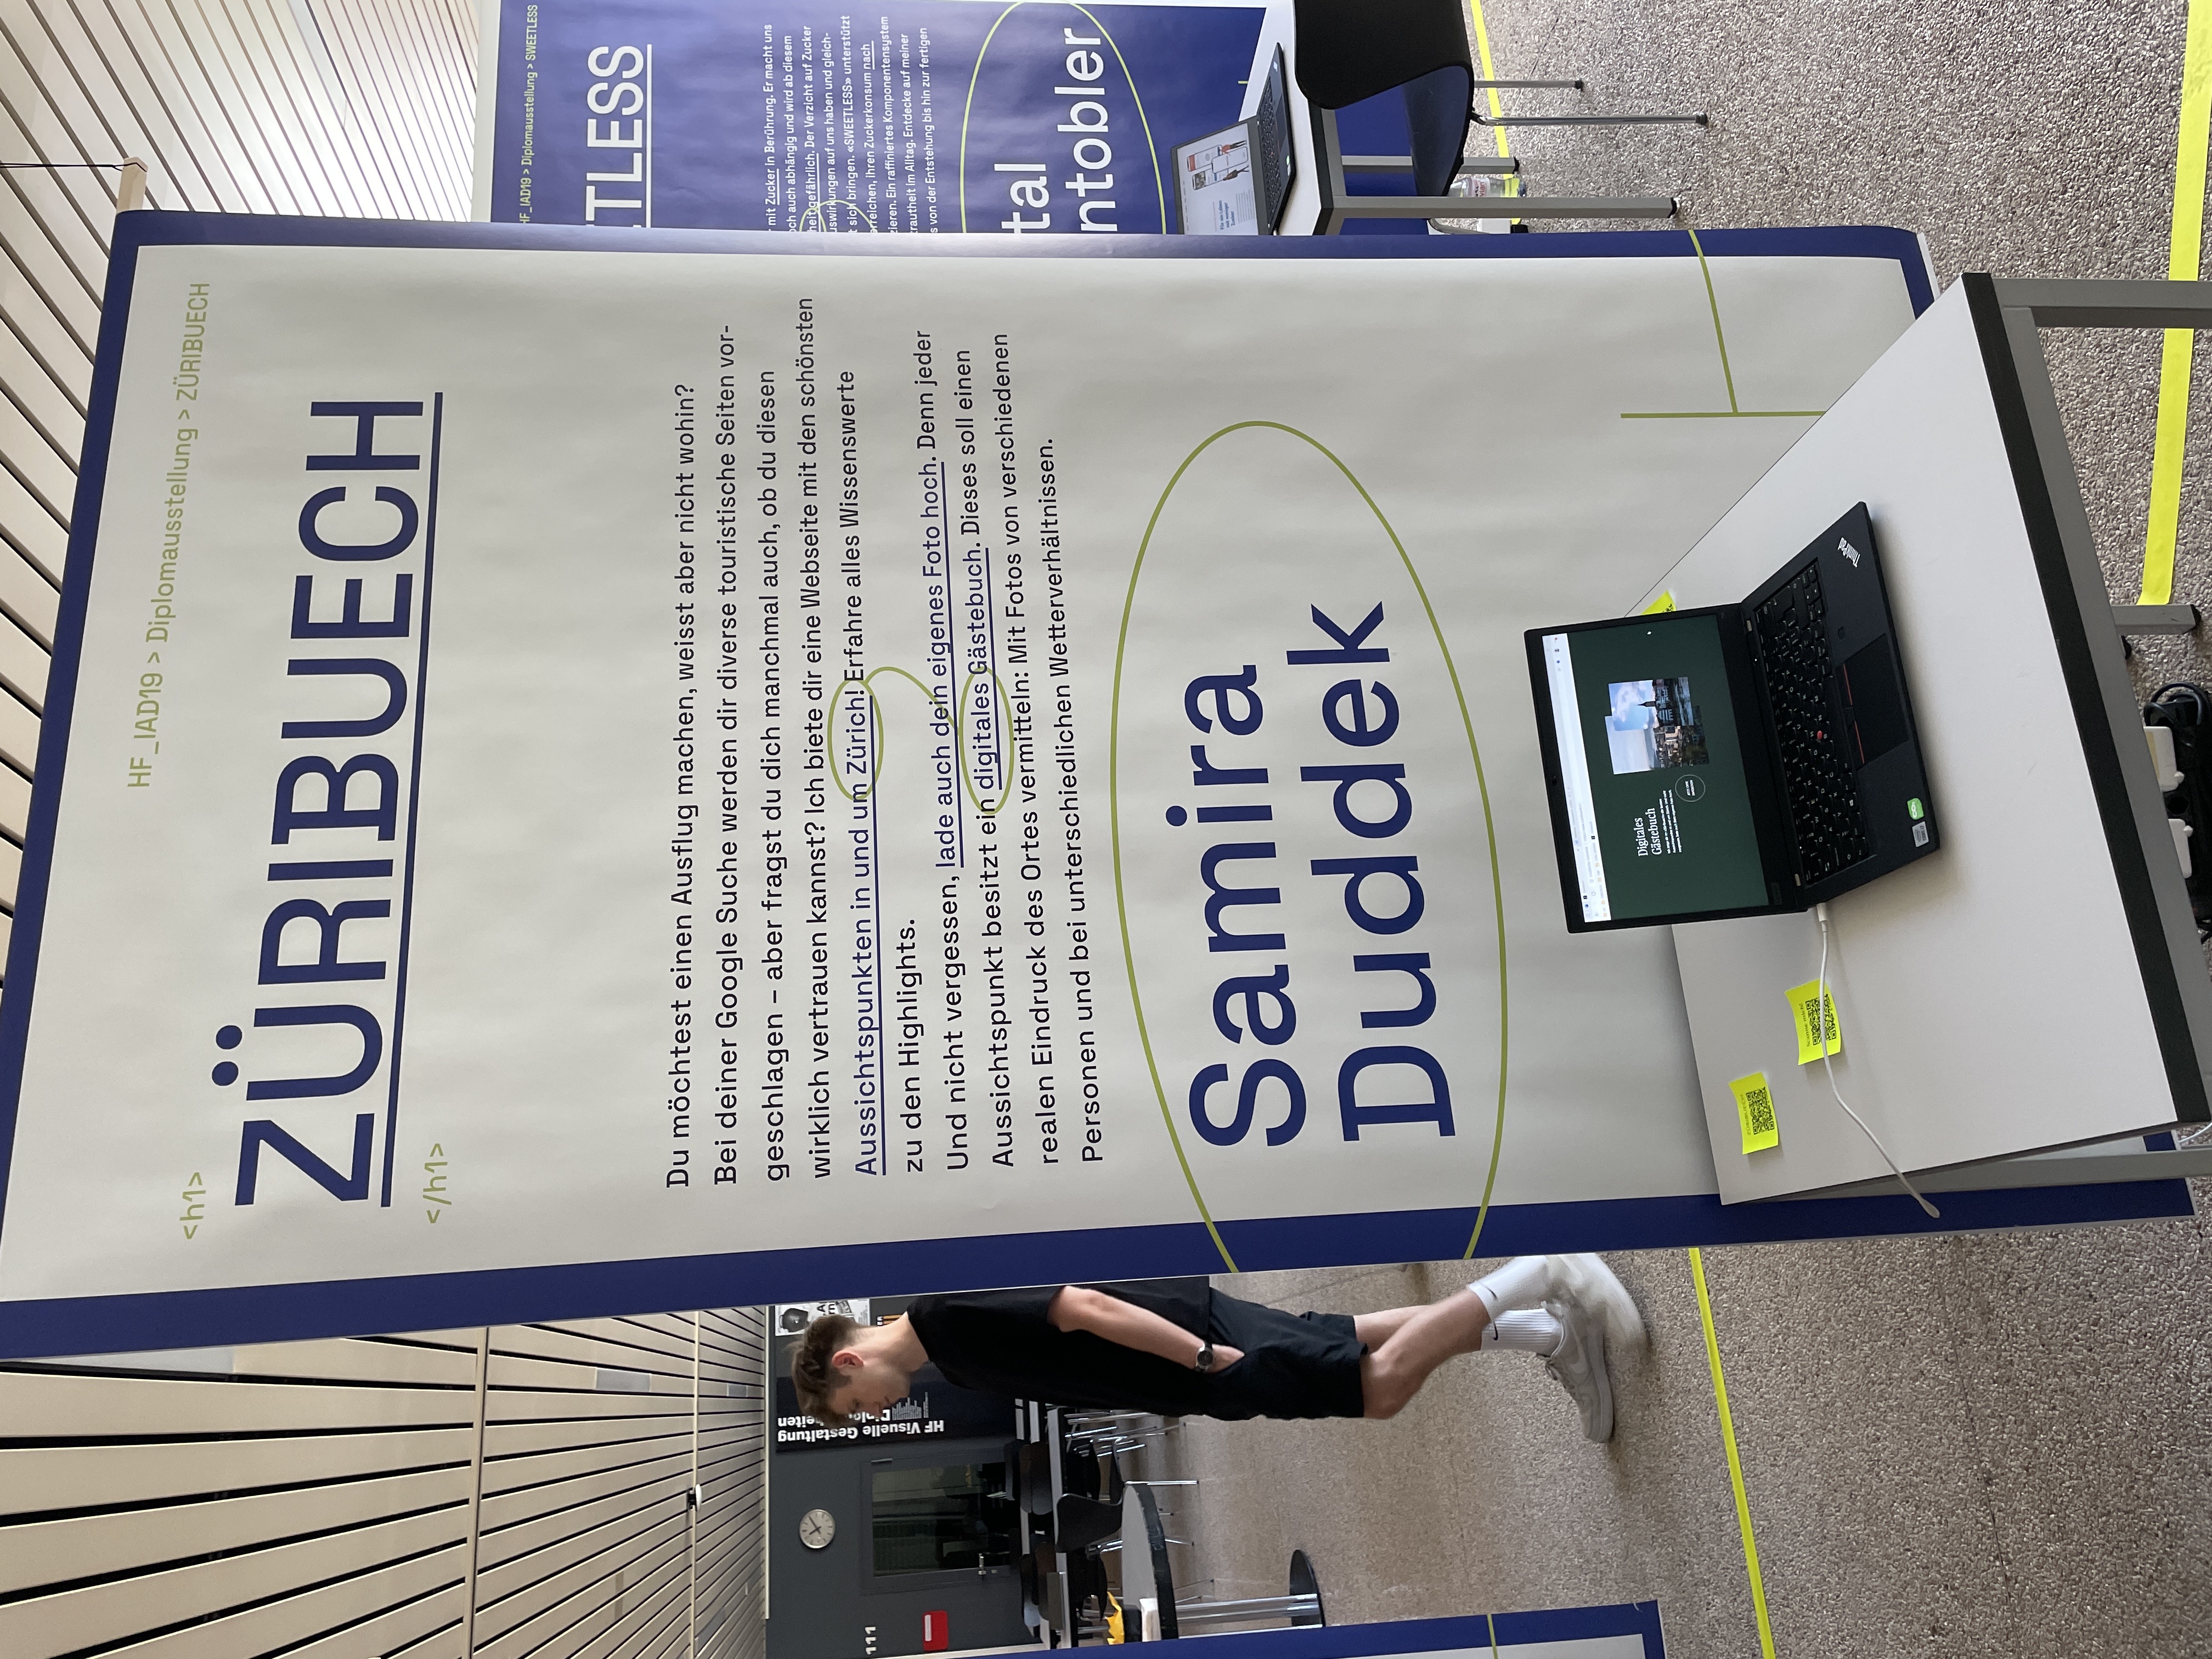 HF_IAD19 > Diplomausstellung > ZÜRIBUECH
<h1>
ZÜRIBUECH
</h1>
Du möchtest einen Ausflug machen, weisst aber nicht wohin?
Bei deiner Google Suche werden dir diverse touristische Seiten vor-
geschlagen – aber fragst du dich manchmal auch, ob du diesen
wirklich vertrauen kannst? Ich biete dir eine Webseite mit den schönsten
Aussichtspunkten in und um Zürich! Erfahre alles Wissenswerte
zu den Highlights.
Und nicht vergessen, lade auch dein eigenes Foto hoch. Denn jeder
Aussichtspunkt besitzt ein digitales Gästebuch. Dieses soll einen
realen Eindruck des Ortes vermitteln: Mit Fotos von verschiedenen
Personen und bei unterschiedlichen Wetterverhältnissen.
Samira
Duddek
Digitales
Gästebuch
ThinkPad
HF_IAD19 > Diplomausstellung > SWEETLESS
ETLESS
mit Zucker in Berührung. Er macht uns
och auch abhängig und wird ab diesem
heitgefährlich. Der Verzicht auf Zucker
uswirkungen auf uns haben und gleich-
t sich bringen. «SWEETLESS» unterstützt
erreichen, ihren Zuckerkonsum nach
zieren. Ein raffiniertes Komponentensystem
trautheit im Alltag. Entdecke auf meiner
s von der Entstehung bis hin zur fertigen
tal
ntobler
111
HF Visuelle Gestaltung